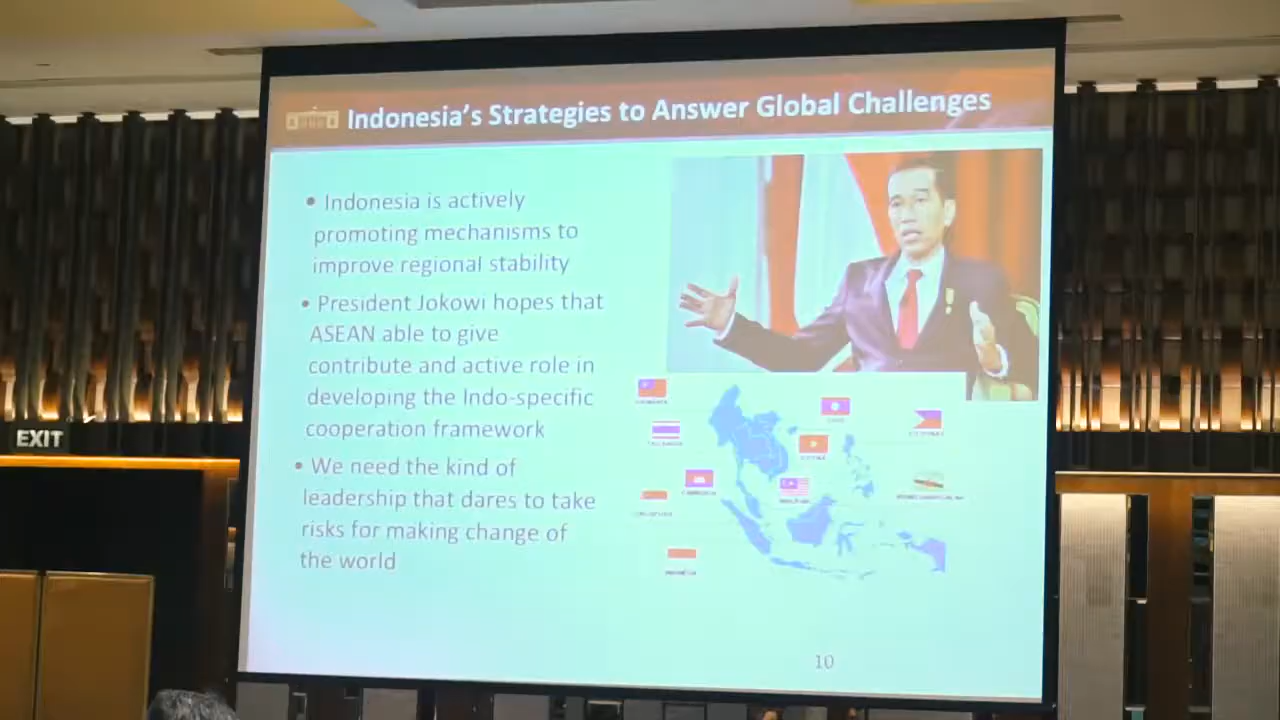 Indonesia's Strategies to Answer Global Challenges
• Indonesia is actively
promoting mechanisms to
improve regional stability
• President Jokowi hopes that
ASEAN able to give
contribute and active role in
developing the Indo-specific
cooperation framework
• We need the kind of
leadership that dares to take
risks for making change of
the world
EXIT
INDONESIA
10